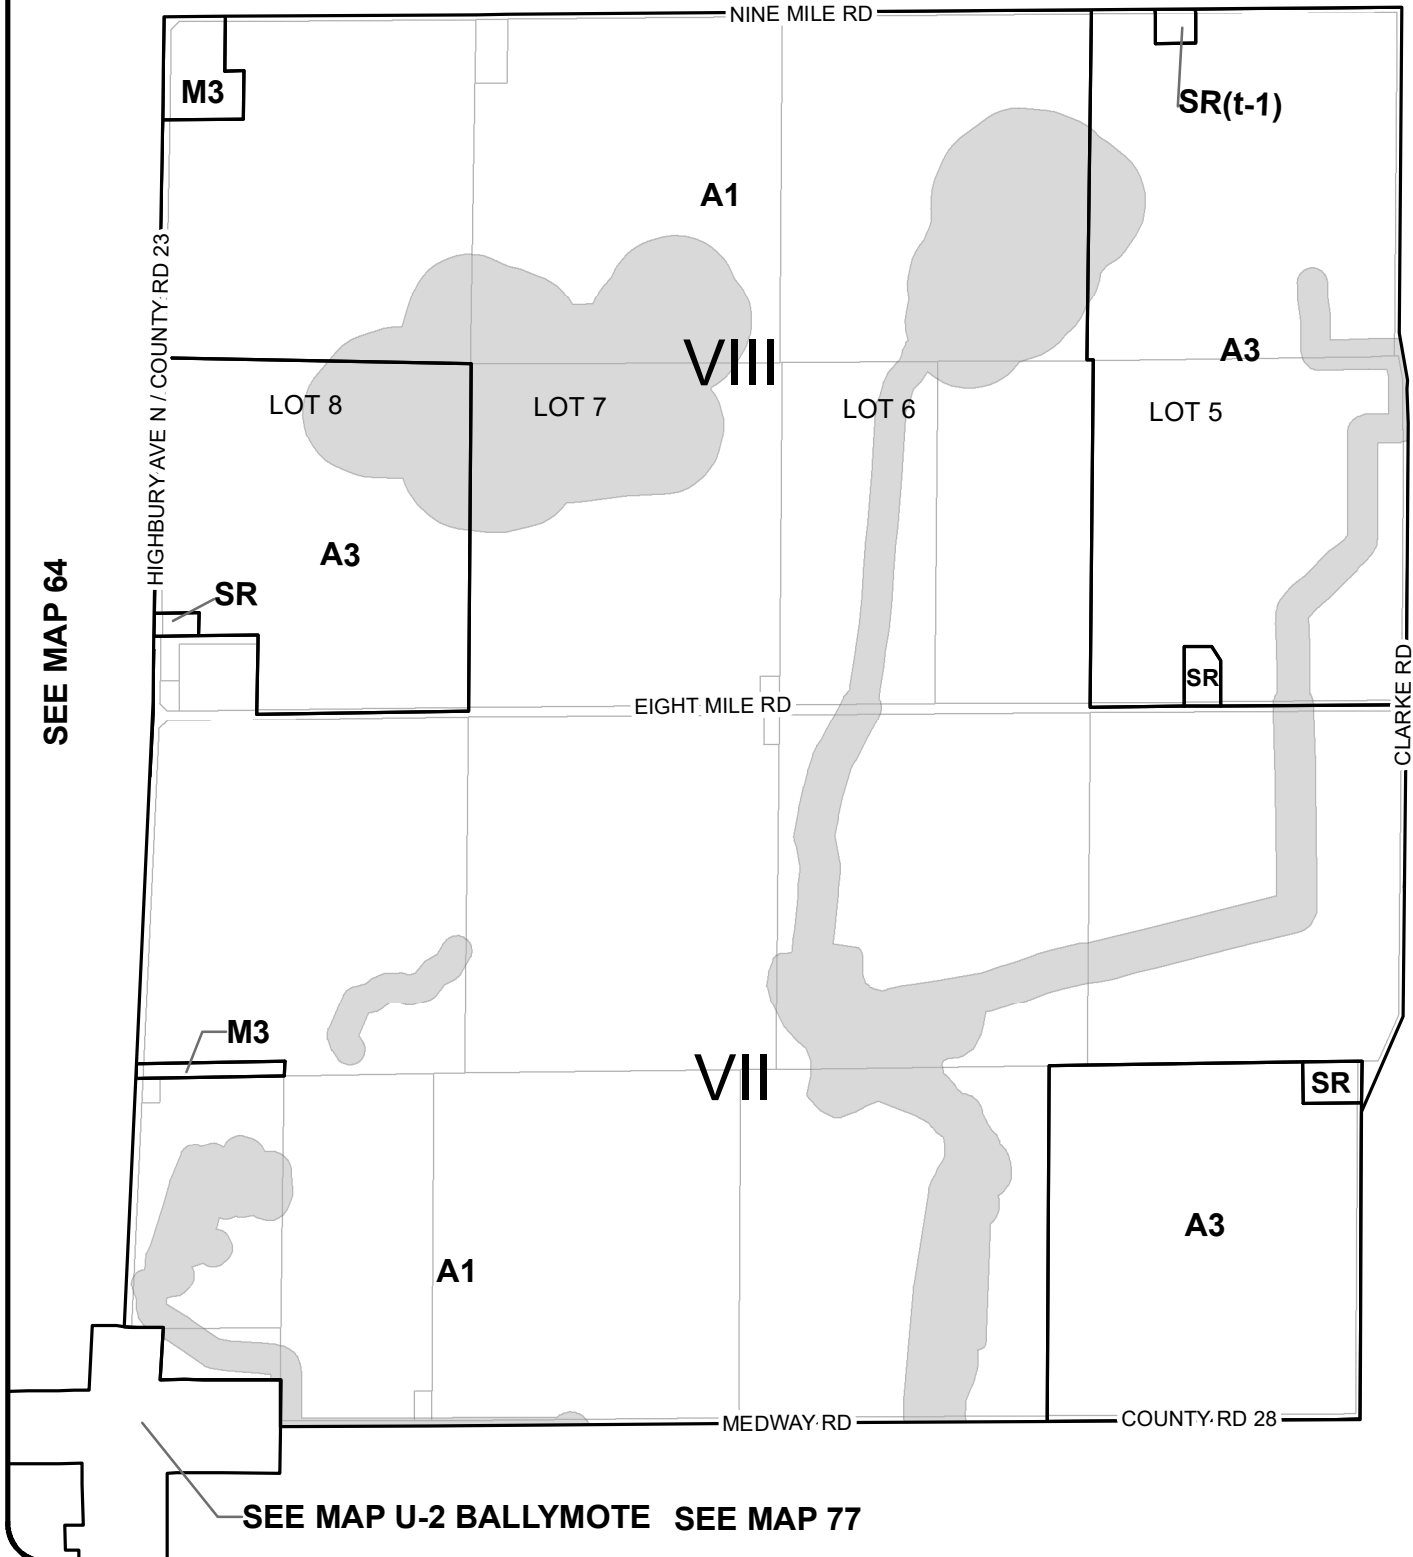 NINE MILE RD
M3
SR(t-1)
A1
HIGHBURY AVE N / COUNTY RD 23
VIII
A3
LOT 8
LOT 7
LOT 6
LOT 5
A3
SR
SEE MAP 64
SR
EIGHT MILE RD
CLARKE RD
M3
VII
SR
A3
A1
MEDWAY RD
COUNTY RD 28
SEE MAP U-2 BALLYMOTE
SEE MAP 77